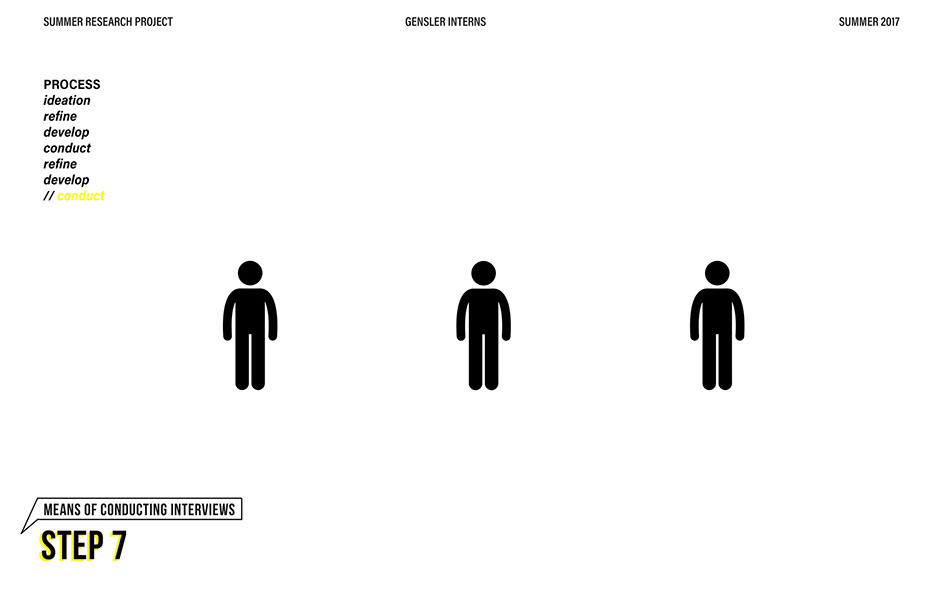 SUMMER RESEARCH PROJECT
GENSLER INTERNS
SUMMER 2017
PROCESS
ideation
refine
develop
conduct
refine
develop
// conduct
MEANS OF CONDUCTING INTERVIEWS
STEP 7